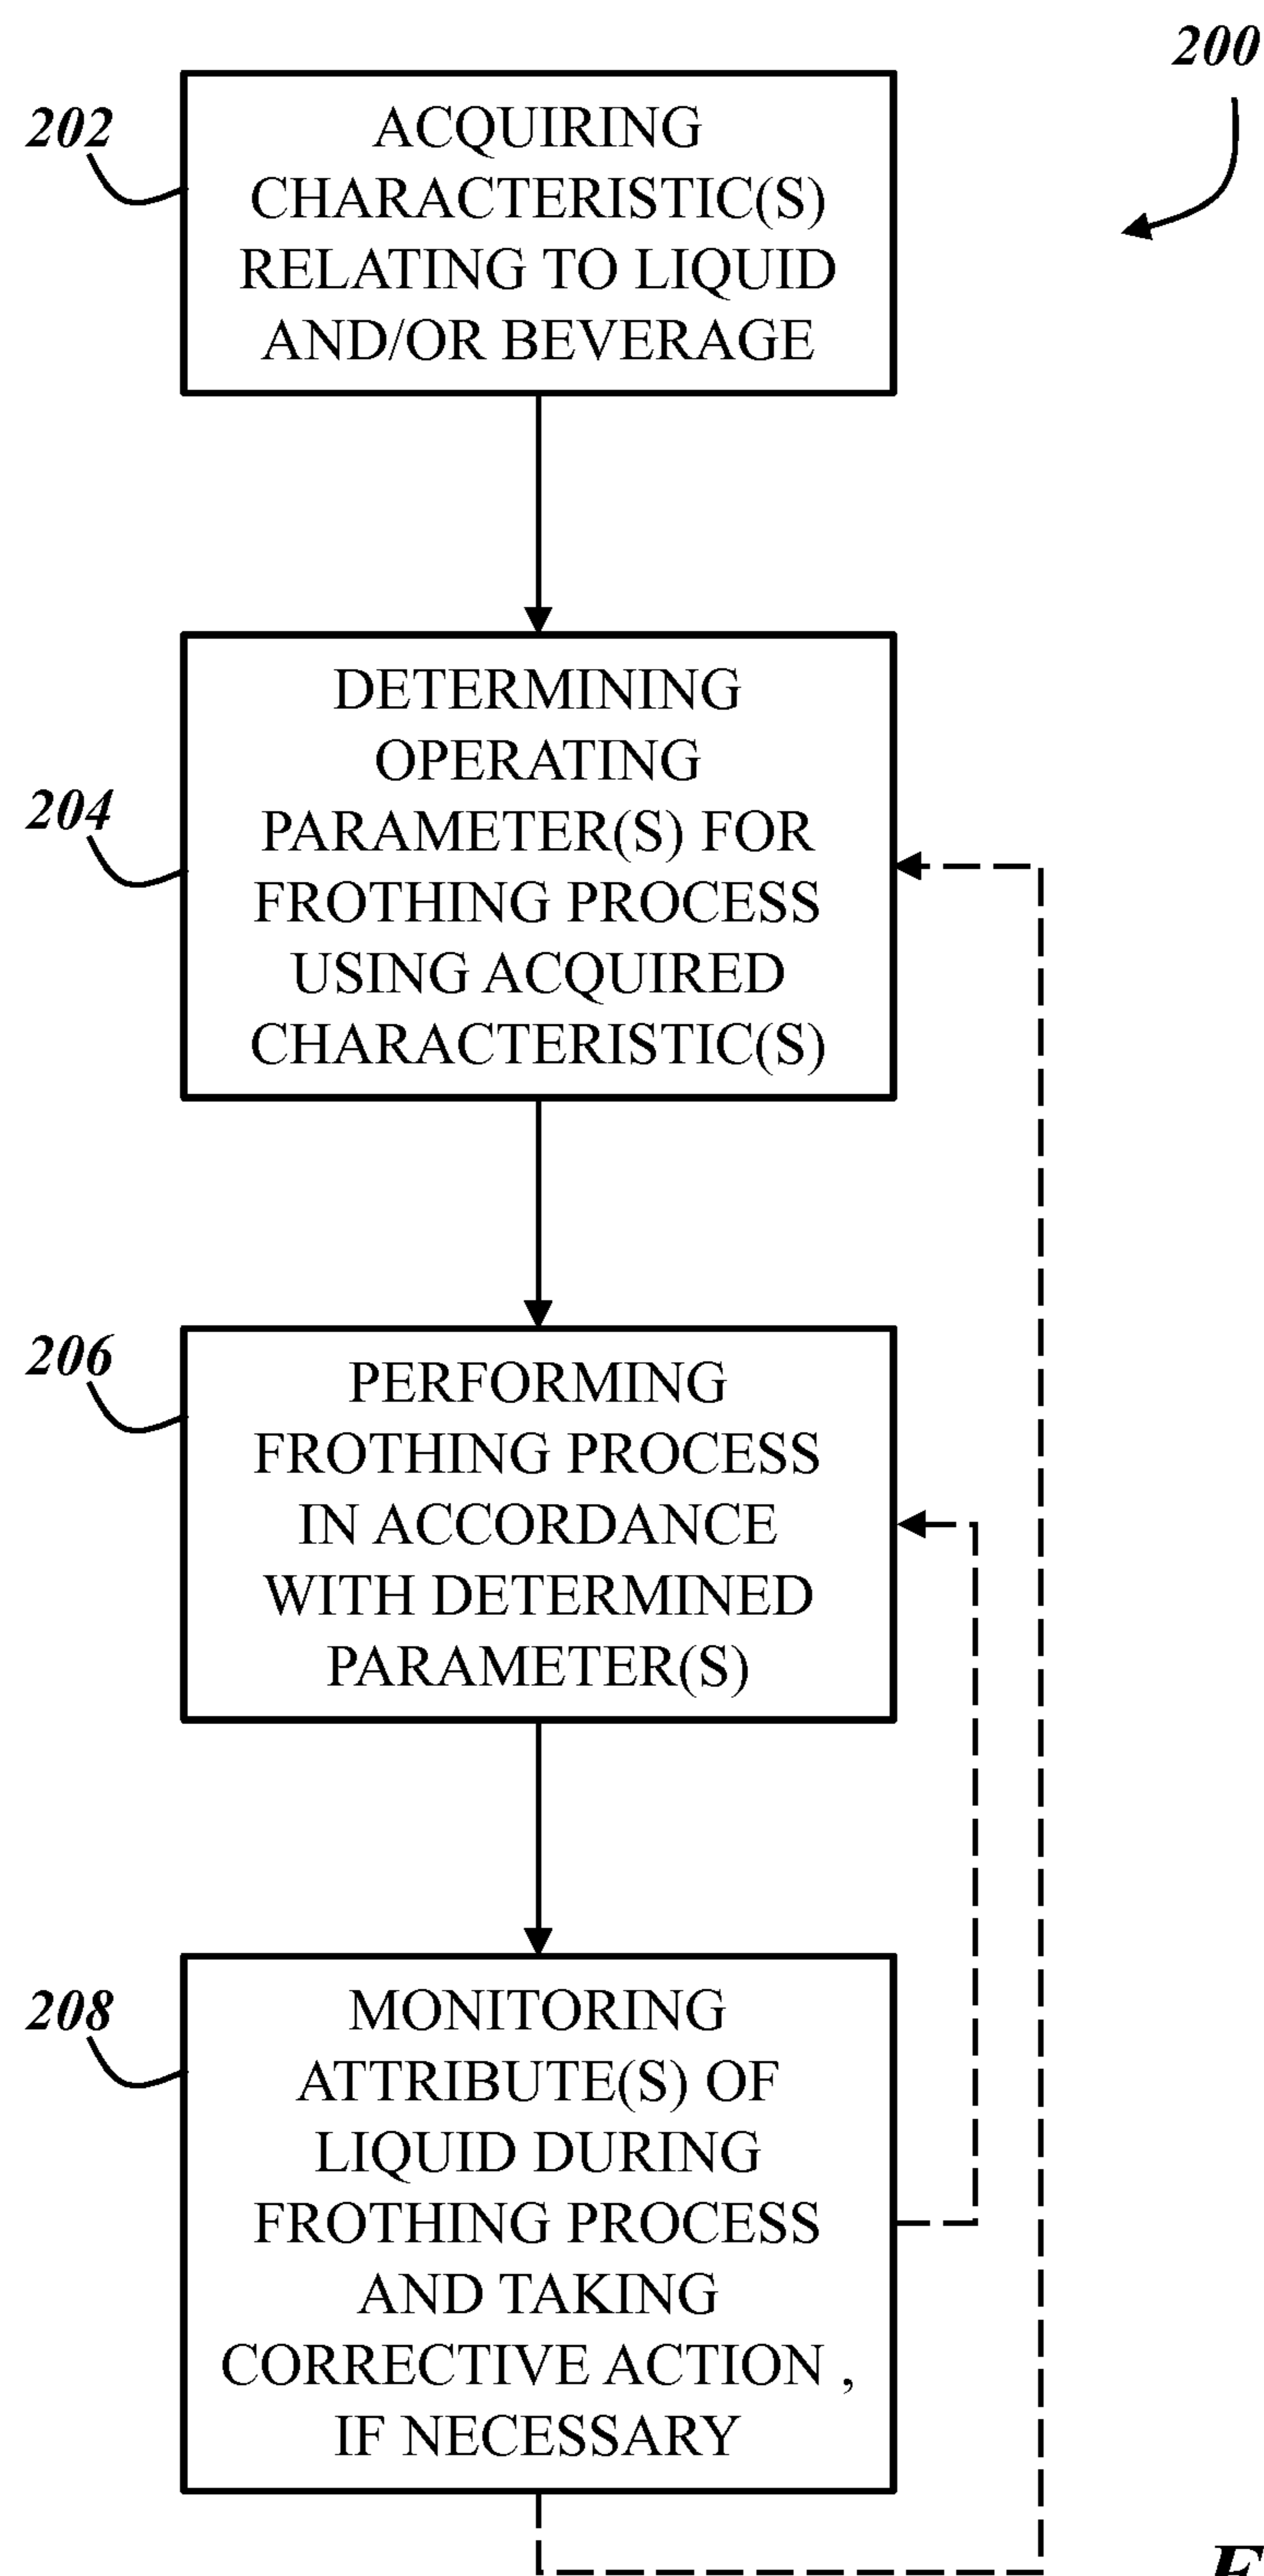 200
202
ACQUIRING
CHARACTERISTIC(S)
RELATING TO LIQUID
AND/OR BEVERAGE
204
DETERMINING
OPERATING
PARAMETER(S) FOR
FROTHING PROCESS
USING ACQUIRED
CHARACTERISTIC(S)
206
PERFORMING
FROTHING PROCESS
IN ACCORDANCE
WITH DETERMINED
PARAMETER(S)
208
MONITORING
ATTRIBUTE(S) OF
LIQUID DURING
FROTHING PROCESS
AND TAKING
CORRECTIVE ACTION ,
IF NECESSARY